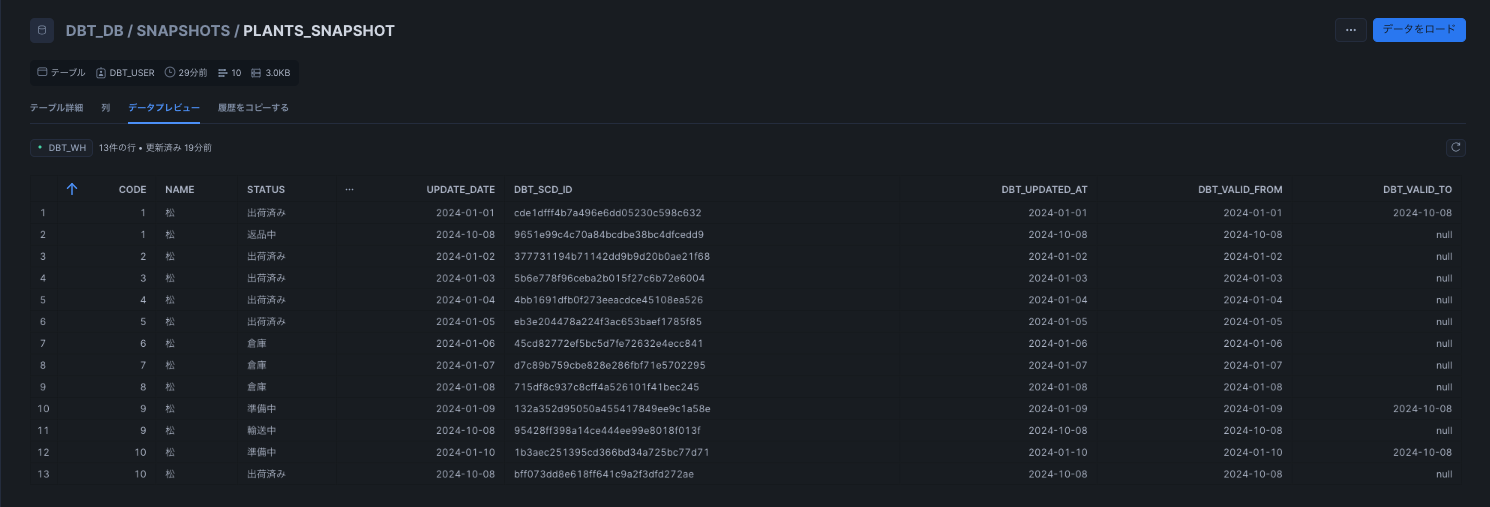 DBT_DB / SNAPSHOTS / PLANTS_SNAPSHOT
... データをロード
テーブル DBT_USER 29分前 10 3.0KB
テーブル詳細 列 データプレビュー 履歴をコピーする
• DBT_WH 13件の行 • 更新済み 19分前
CODE NAME STATUS ... UPDATE_DATE DBT_SCD_ID DBT_UPDATED_AT DBT_VALID_FROM DBT_VALID_TO
1 1 松 出荷済み 2024-01-01 cde1dfff4b7a496e6dd05230c598c632 2024-01-01 2024-01-01 2024-10-08
2 1 松 返品中 2024-10-08 9651e99c4c70a84bcdbe38bc4dfcedd9 2024-10-08 2024-10-08 null
3 2 松 出荷済み 2024-01-02 377731194b71142dd9b9d20b0ae21f68 2024-01-02 2024-01-02 null
4 3 松 出荷済み 2024-01-03 5b6e778f96ceba2b015f27c6b72e6004 2024-01-03 2024-01-03 null
5 4 松 出荷済み 2024-01-04 4bb1691dfb0f273eeacdce45108ea526 2024-01-04 2024-01-04 null
6 5 松 出荷済み 2024-01-05 eb3e204478a224f3ac653baef1785f85 2024-01-05 2024-01-05 null
7 6 松 倉庫 2024-01-06 45cd82772ef5bc5d7fe72632e4ecc841 2024-01-06 2024-01-06 null
8 7 松 倉庫 2024-01-07 d7c89b759cbe828e286fbf71e5702295 2024-01-07 2024-01-07 null
9 8 松 倉庫 2024-01-08 715df8c937c8cff4a526101f41bec245 2024-01-08 2024-01-08 null
10 9 松 準備中 2024-01-09 132a352d95050a455417849ee9c1a58e 2024-01-09 2024-01-09 2024-10-08
11 9 松 輸送中 2024-10-08 95428ff398a14ce444ee99e8018f013f 2024-10-08 2024-10-08 null
12 10 松 準備中 2024-01-10 1b3aec251395cd366bd34a725bc77d71 2024-01-10 2024-01-10 2024-10-08
13 10 松 出荷済み 2024-10-08 bff073dd8e618ff641c9a2f3dfd272ae 2024-10-08 2024-10-08 null